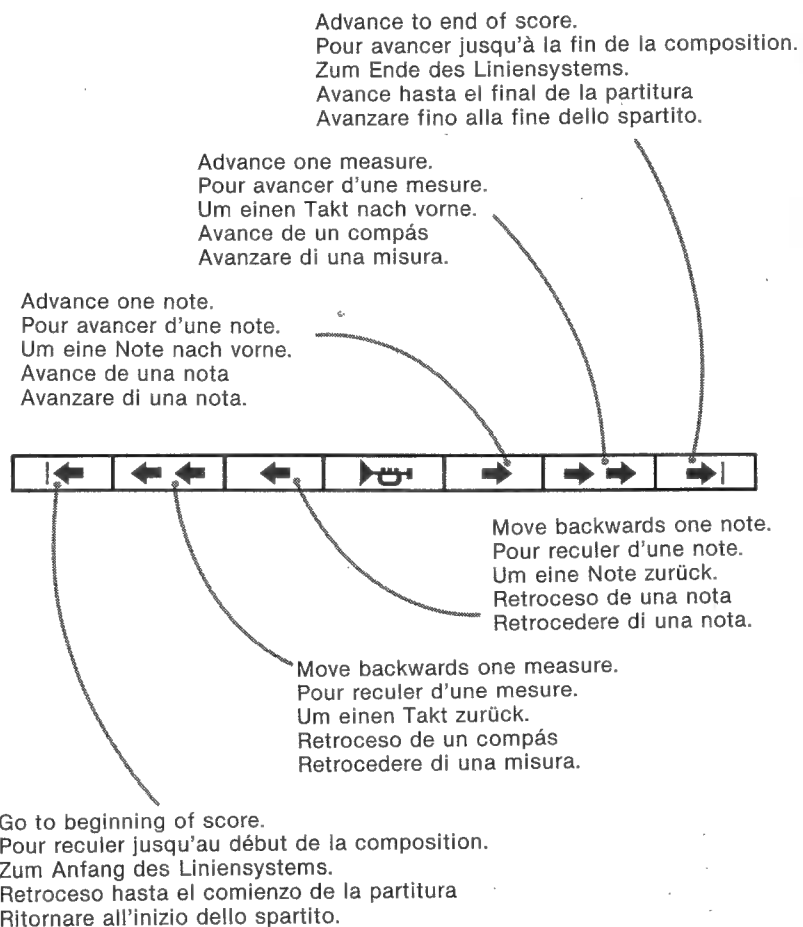 Advance to end of score.
Pour avancer jusqu'à la fin de la composition.
Zum Ende des Liniensystems.
Avance hasta el final de la partitura
Avanzare fino alla fine dello spartito.
Advance one measure.
Pour avancer d'une mesure.
Um einen Takt nach vorne.
Avance de un compás
Avanzare di una misura.
Advance one note.
Pour avancer d'une note.
Um eine Note nach vorne.
Avance de una nota
Avanzare di una nota.
Move backwards one note.
Pour reculer d'une note.
Um eine Note zurück.
Retroceso de una nota
Retrocedere di una nota.
Move backwards one measure.
Pour reculer d'une mesure.
Um einen Takt zurück.
Retroceso de un compás
Retrocedere di una misura.
Go to beginning of score.
Pour reculer jusqu'au début de la composition.
Zum Anfang des Liniensystems.
Retroceso hasta el comienzo de la partitura
Ritornare all'inizio dello spartito.